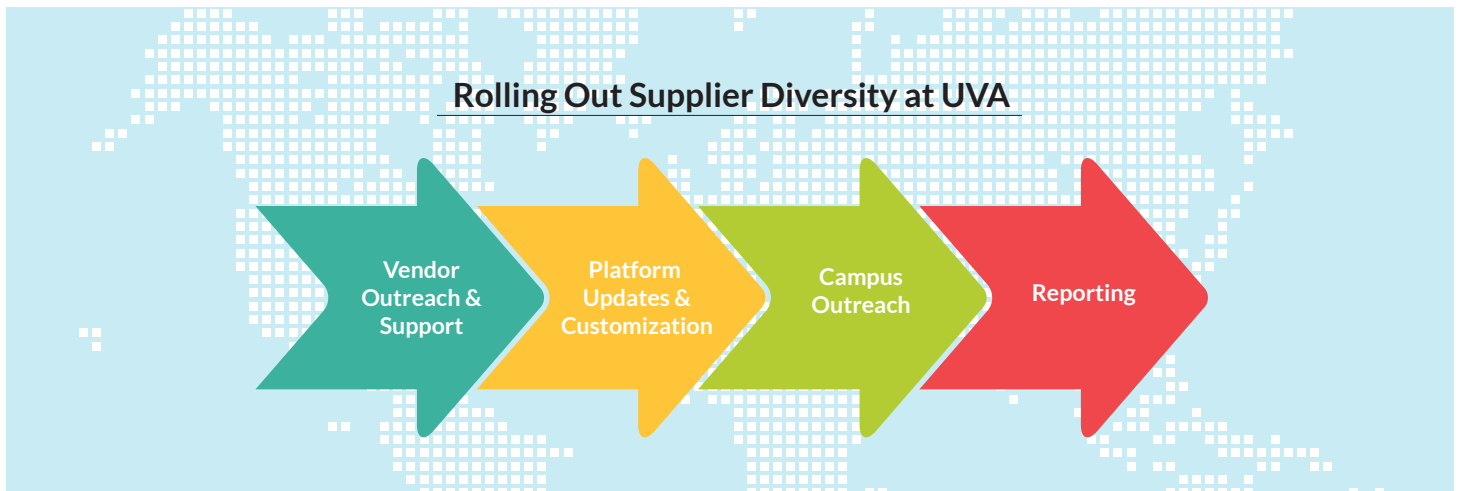 Rolling Out Supplier Diversity at UVA
Vendor
Outreach &
Support
Platform
Updates &
Customization
Campus
Outreach
Reporting